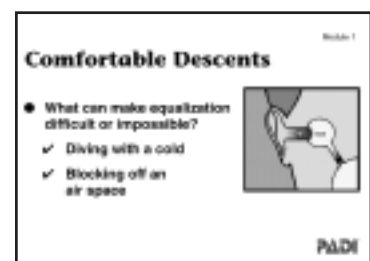 Module 1
Comfortable Descents
● What can make equalization
difficult or impossible?
✔ Diving with a cold
✔ Blocking off an
air space
PADI